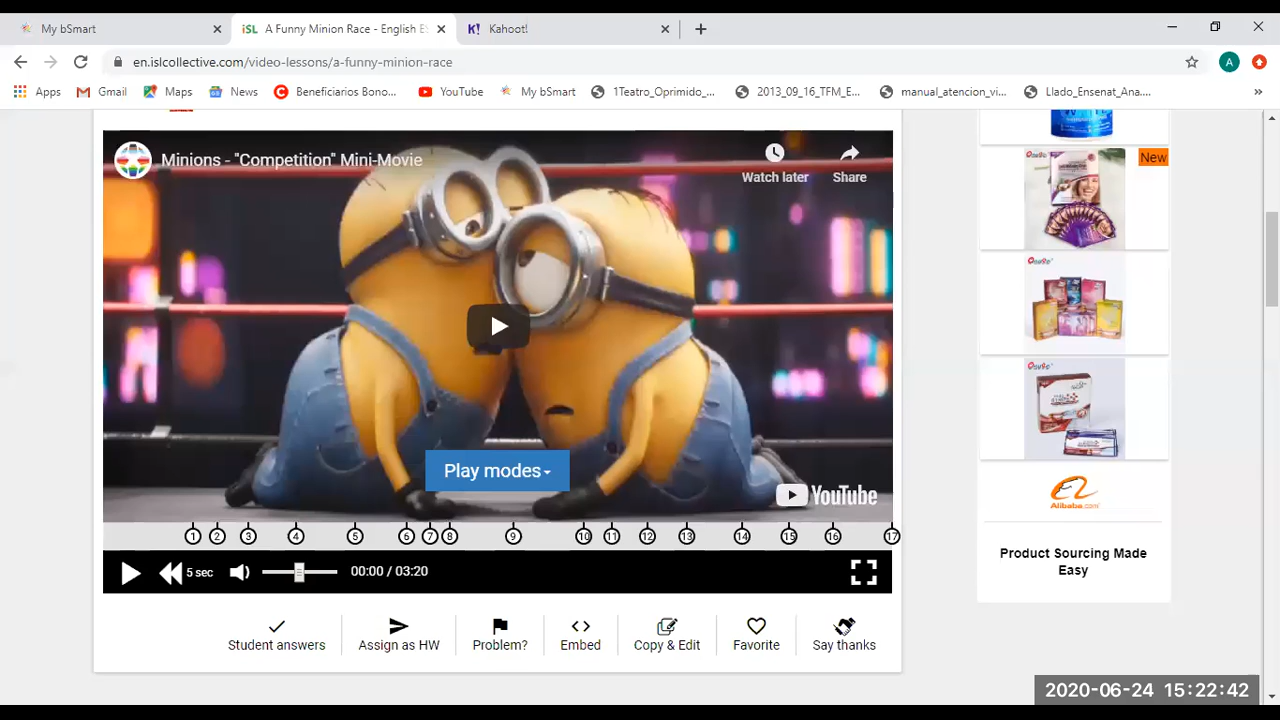 My bSmart
iSL A Funny Minion Race - English ES
K! Kahoot!
en.islcollective.com/video-lessons/a-funny-minion-race
A
Apps
Gmail
Maps
News
Beneficiarios Bono...
YouTube
My bSmart
1Teatro_Oprimido_...
2013_09_16_TFM_E...
manual_atencion_vi...
Llado_Ensenat_Ana....
»
Minions - "Competition" Mini-Movie
Watch later
Share
New
Play modes
YouTube
1 2 3 4 5 6 7 8 9 10 11 12 13 14 15 16 17
5 sec
00:00 / 03:20
Alibaba.com
Product Sourcing Made
Easy
Student answers
Assign as HW
Problem?
Embed
Copy & Edit
Favorite
Say thanks
2020-06-24 15:22:42